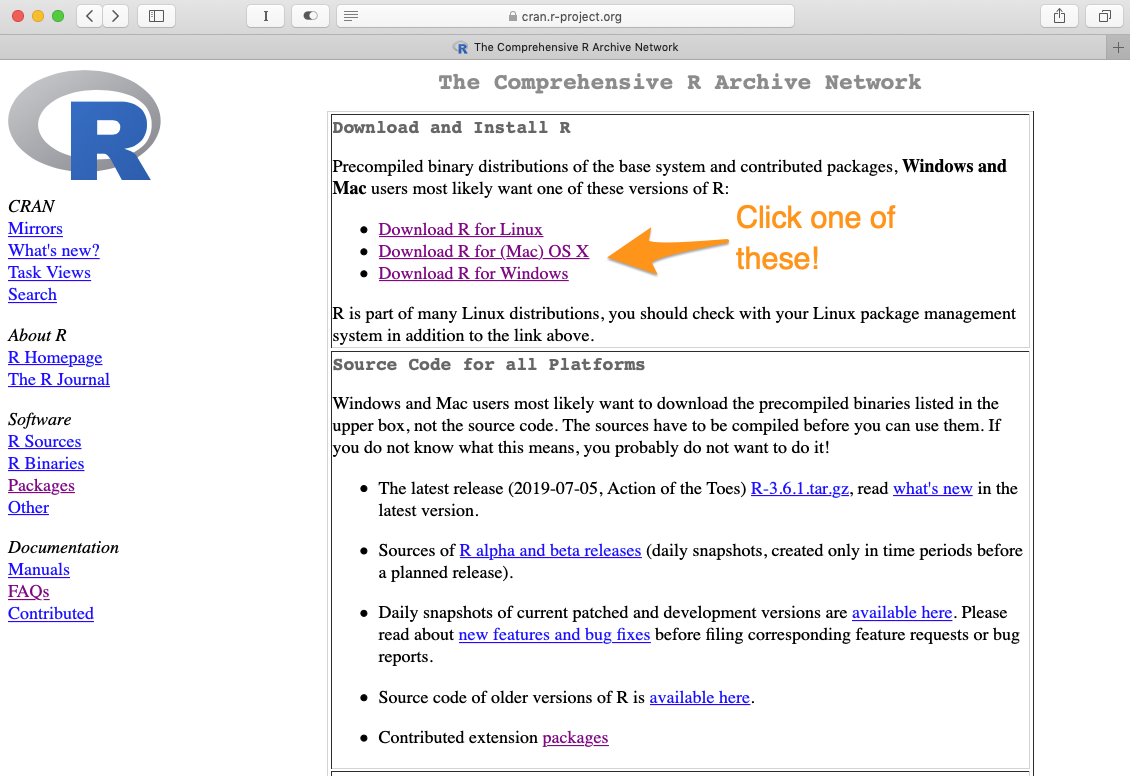 I
cran.r-project.org
R The Comprehensive R Archive Network
The Comprehensive R Archive Network
R
CRAN
Mirrors
What's new?
Task Views
Search
About R
R Homepage
The R Journal
Software
R Sources
R Binaries
Packages
Other
Documentation
Manuals
FAQs
Contributed
Download and Install R
Precompiled binary distributions of the base system and contributed packages, Windows and
Mac users most likely want one of these versions of R:
• Download R for Linux
• Download R for (Mac) OS X
• Download R for Windows
Click one of
these!
R is part of many Linux distributions, you should check with your Linux package management
system in addition to the link above.
Source Code for all Platforms
Windows and Mac users most likely want to download the precompiled binaries listed in the
upper box, not the source code. The sources have to be compiled before you can use them. If
you do not know what this means, you probably do not want to do it!
• The latest release (2019-07-05, Action of the Toes) R-3.6.1.tar.gz, read what's new in the
latest version.
• Sources of R alpha and beta releases (daily snapshots, created only in time periods before
a planned release).
• Daily snapshots of current patched and development versions are available here. Please
read about new features and bug fixes before filing corresponding feature requests or bug
reports.
• Source code of older versions of R is available here.
• Contributed extension packages